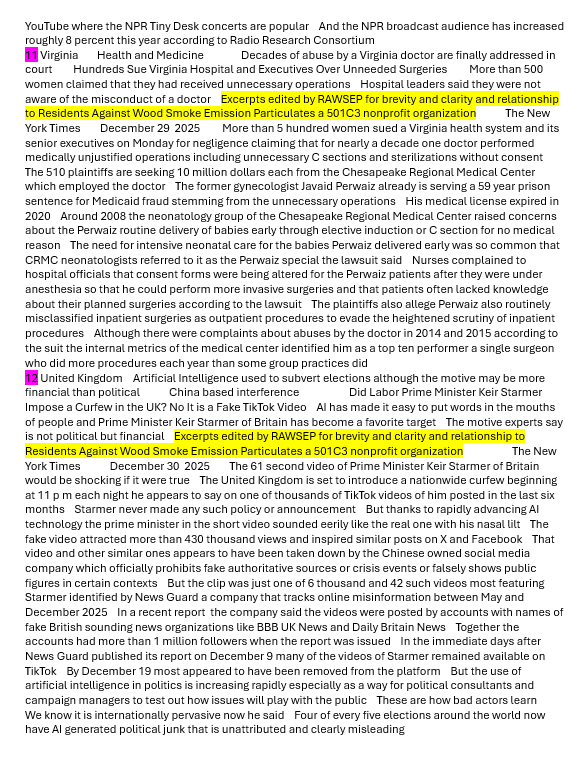 YouTube where the NPR Tiny Desk concerts are popular And the NPR broadcast audience has increased
roughly 8 percent this year according to Radio Research Consortium
11 Virginia Health and Medicine Decades of abuse by a Virginia doctor are finally addressed in
court Hundreds Sue Virginia Hospital and Executives Over Unneeded Surgeries More than 500
women claimed that they had received unnecessary operations Hospital leaders said they were not
aware of the misconduct of a doctor Excerpts edited by RAWSEP for brevity and clarity and relationship
to Residents Against Wood Smoke Emission Particulates a 501C3 nonprofit organization The New
York Times December 29 2025 More than 5 hundred women sued a Virginia health system and its
senior executives on Monday for negligence claiming that for nearly a decade one doctor performed
medically unjustified operations including unnecessary C sections and sterilizations without consent
The 510 plaintiffs are seeking 10 million dollars each from the Chesapeake Regional Medical Center
which employed the doctor The former gynecologist Javaid Perwaiz already is serving a 59 year prison
sentence for Medicaid fraud stemming from the unnecessary operations His medical license expired in
2020 Around 2008 the neonatology group of the Chesapeake Regional Medical Center raised concerns
about the Perwaiz routine delivery of babies early through elective induction or C section for no medical
reason The need for intensive neonatal care for the babies Perwaiz delivered early was so common that
CRMC neonatologists referred to it as the Perwaiz special the lawsuit said Nurses complained to
hospital officials that consent forms were being altered for the Perwaiz patients after they were under
anesthesia so that he could perform more invasive surgeries and that patients often lacked knowledge
about their planned surgeries according to the lawsuit The plaintiffs also allege Perwaiz also routinely
misclassified inpatient surgeries as outpatient procedures to evade the heightened scrutiny of inpatient
procedures Although there were complaints about abuses by the doctor in 2014 and 2015 according to
the suit the internal metrics of the medical center identified him as a top ten performer a single surgeon
who did more procedures each year than some group practices did
12 United Kingdom Artificial Intelligence used to subvert elections although the motive may be more
financial than political China based interference Did Labor Prime Minister Keir Starmer
Impose a Curfew in the UK? No It is a Fake TikTok Video AI has made it easy to put words in the mouths
of people and Prime Minister Keir Starmer of Britain has become a favorite target The motive experts say
is not political but financial Excerpts edited by RAWSEP for brevity and clarity and relationship to
Residents Against Wood Smoke Emission Particulates a 501C3 nonprofit organization The New
York Times December 30 2025 The 61 second video of Prime Minister Keir Starmer of Britain
would be shocking if it were true The United Kingdom is set to introduce a nationwide curfew beginning
at 11 p m each night he appears to say on one of thousands of TikTok videos of him posted in the last six
months Starmer never made any such policy or announcement But thanks to rapidly advancing AI
technology the prime minister in the short video sounded eerily like the real one with his nasal lilt The
fake video attracted more than 430 thousand views and inspired similar posts on X and Facebook That
video and other similar ones appears to have been taken down by the Chinese owned social media
company which officially prohibits fake authoritative sources or crisis events or falsely shows public
figures in certain contexts But the clip was just one of 6 thousand and 42 such videos most featuring
Starmer identified by News Guard a company that tracks online misinformation between May and
December 2025 In a recent report the company said the videos were posted by accounts with names of
fake British sounding news organizations like BBB UK News and Daily Britain News Together the
accounts had more than 1 million followers when the report was issued In the immediate days after
News Guard published its report on December 9 many of the videos of Starmer remained available on
TikTok By December 19 most appeared to have been removed from the platform But the use of
artificial intelligence in politics is increasing rapidly especially as a way for political consultants and
campaign managers to test out how issues will play with the public These are how bad actors learn
We know it is internationally pervasive now he said Four of every five elections around the world now
have AI generated political junk that is unattributed and clearly misleading